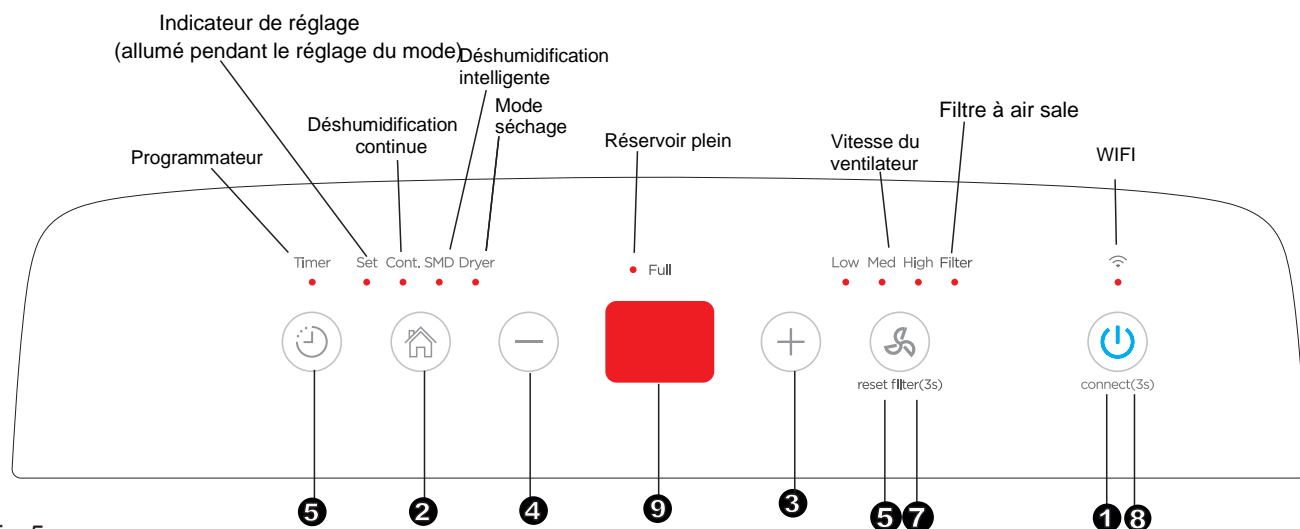 Indicateur de réglage
(allumé pendant le réglage du mode)
Déshumidification
intelligente
Mode
séchage
Déshumidification
continue
Programmateur
Réservoir plein
Vitesse du
ventilateur
Filtre à air sale
WIFI
Timer Set Cont. SMD Dryer
Full
Low Med High Filter
reset filter(3s)
connect(3s)
5 2 4 9 3 5 7 1 8